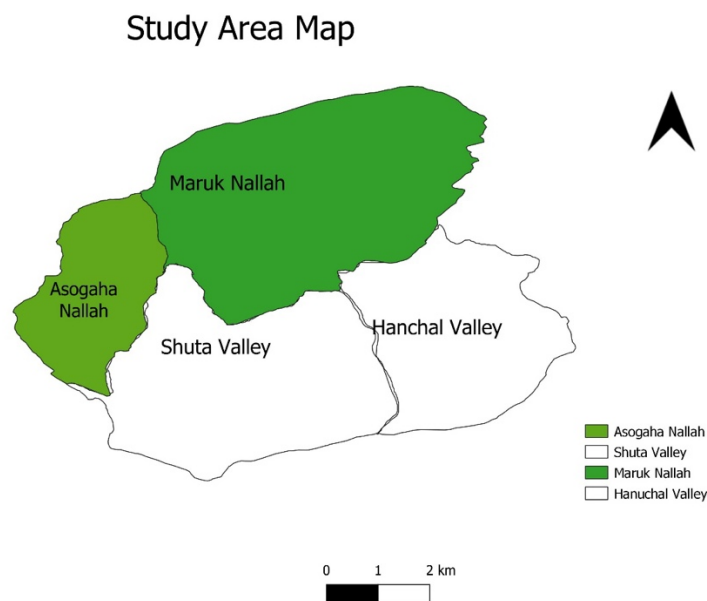 Study Area Map
Maruk Nallah
Asogaha
Nallah
Shuta Valley
Hanchal Valley
Asogaha Nallah
Shuta Valley
Maruk Nallah
Hanuchal Valley
0 1 2 km